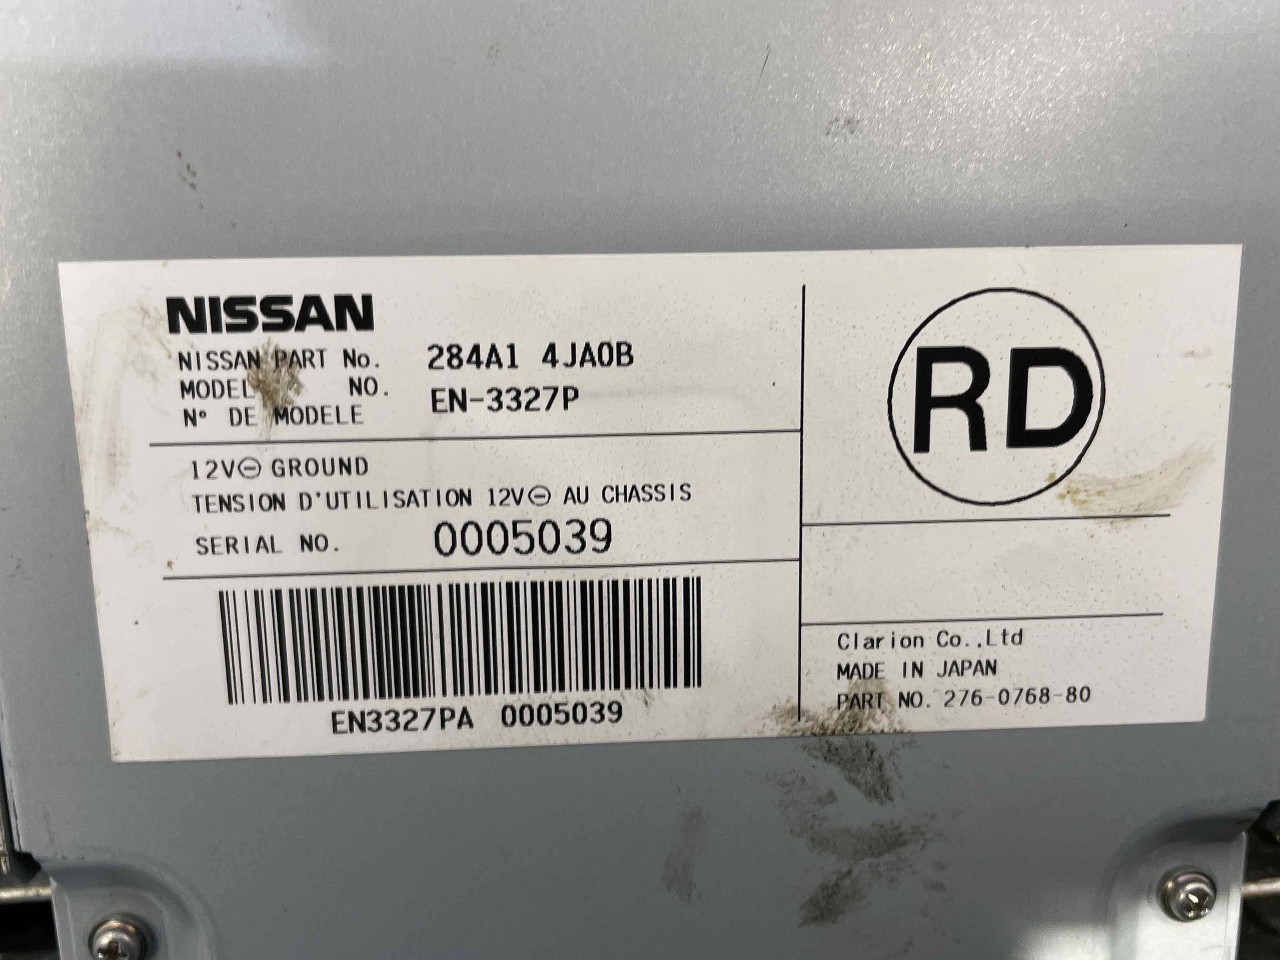 NISSAN
NISSAN PART No. 284A1 4JA0B
MODEL NO. EN-3327P
N° DE MODELE
12V⊖ GROUND
TENSION D'UTILISATION 12V⊖ AU CHASSIS
SERIAL NO. 0005039
EN3327PA 0005039
RD
Clarion Co.,Ltd
MADE IN JAPAN
PART NO. 276-0768-80